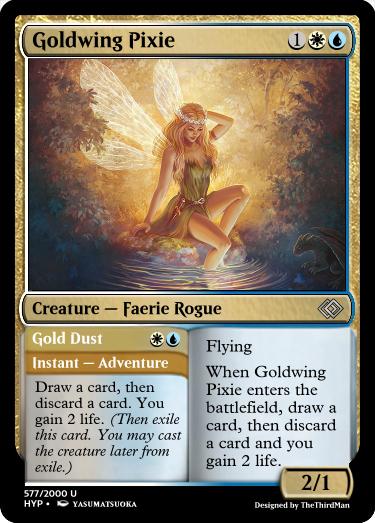 Goldwing Pixie 1
Creature — Faerie Rogue
Gold Dust
Instant — Adventure
Draw a card, then
discard a card. You
gain 2 life. (Then exile
this card. You may cast
the creature later from
exile.)
Flying
When Goldwing
Pixie enters the
battlefield, draw a
card, then discard
a card and you
gain 2 life.
2/1
577/2000 U
HYP • YASUMATSUOKA
Designed by TheThirdMan